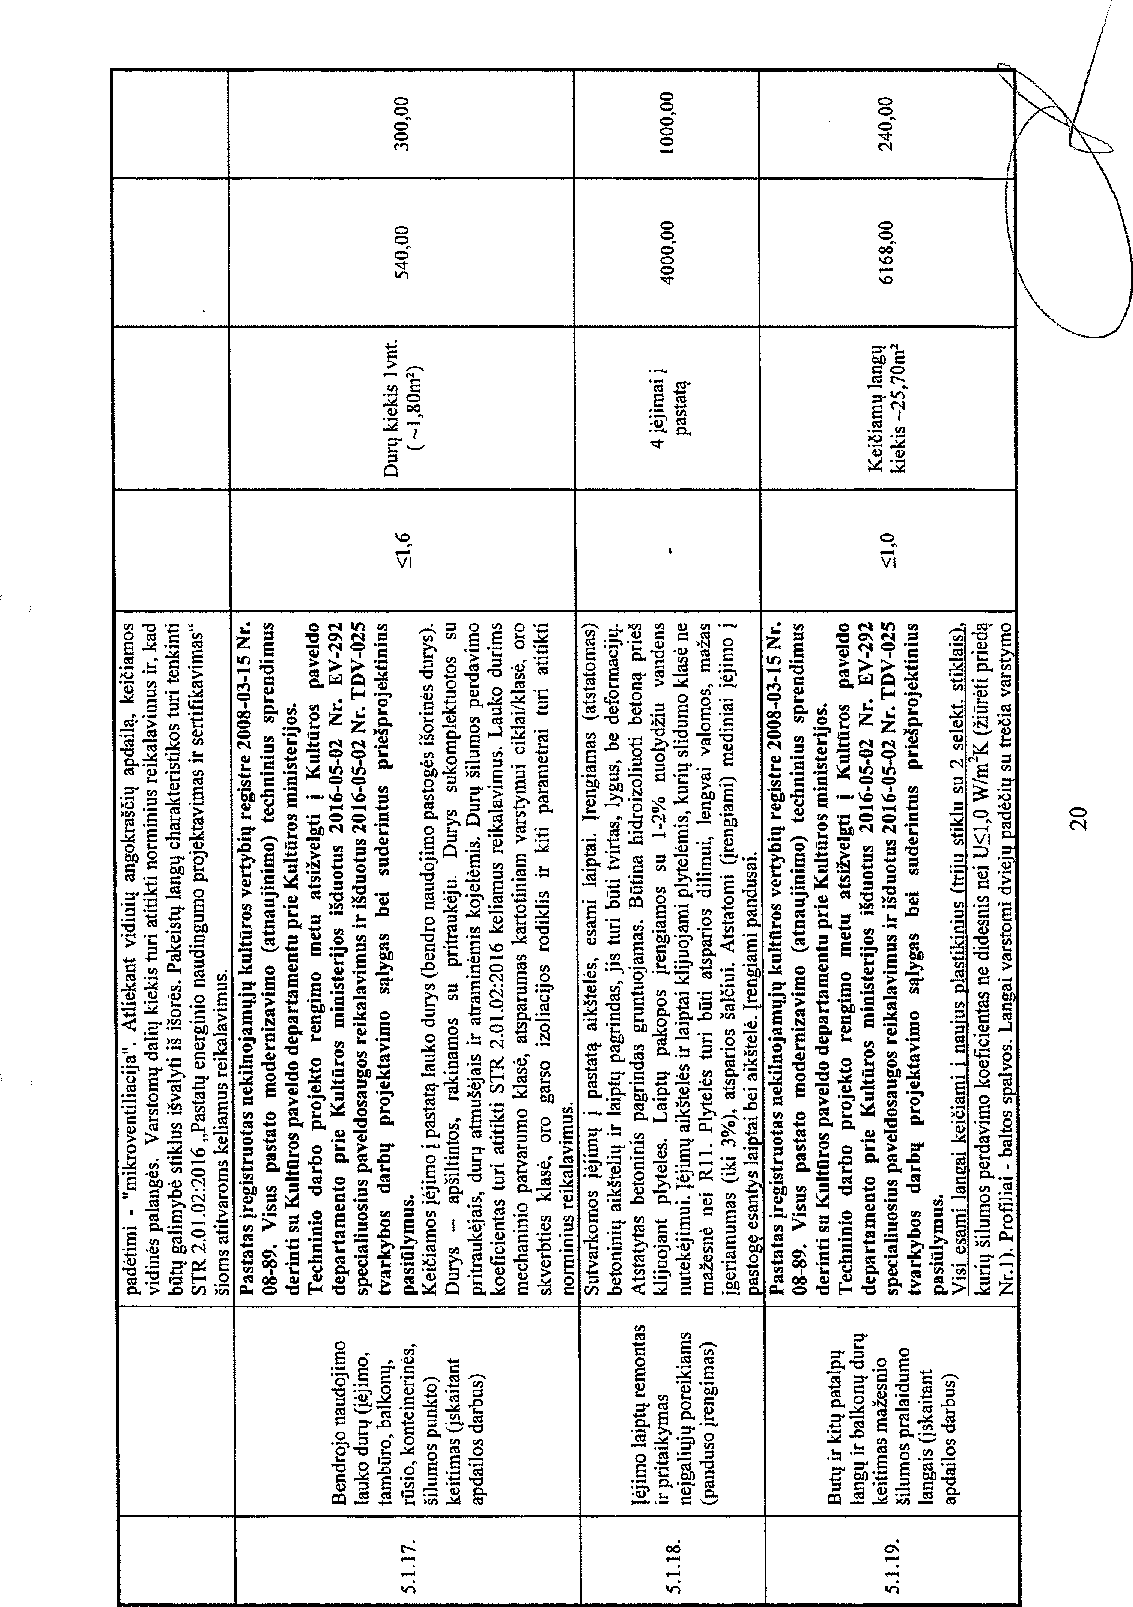 padėtimi - "mikroventiliacija". Atliekant vidinių angokraščių apdailą, keičiamos
vidinės palangės. Varstomų dalių kiekis turi atitikti norminius reikalavimus ir, kad
būtų galimybė stiklus išvalyti iš išorės. Pakeistų langų charakteristikos turi tenkinti
STR 2.01.02:2016 „Pastatų energinio naudingumo projektavimas ir sertifikavimas“
šioms atitvaroms keliamus reikalavimus.
5.1.17.
Bendrojo naudojimo
lauko durų (įėjimo,
tambūro, balkonų,
rūsio, konteinerinės,
šilumos punkto)
keitimas (įskaitant
apdailos darbus)
Pastatas įregistruotas nekilnojamųjų kultūros vertybių registre 2008-03-15 Nr.
08-89. Visus pastato modernizavimo (atnaujinimo) techninius sprendimus
derinti su Kultūros paveldo departamentu prie Kultūros ministerijos.
Techninio darbo projekto rengimo metu atsižvelgti į Kultūros paveldo
departamento prie Kultūros ministerijos išduotus 2016-05-02 Nr. EV-292
specialiuosius paveldosaugos reikalavimus ir išduotus 2016-05-02 Nr. TDV-025
tvarkybos darbų projektavimo sąlygas bei suderintus priešprojektinius
pasiūlymus.
Keičiamos įėjimo į pastatą lauko durys (bendro naudojimo pastogės išorinės durys).
Durys – apšiltintos, rakinamos su pritraukėju. Durys sukomplektuotos su
pritraukėjais, durų atmušėjais ir atraminėmis kojelėmis. Durų šilumos perdavimo
koeficientas turi atitikti STR 2.01.02:2016 keliamus reikalavimus. Lauko durims
mechaninio patvarumo klasė, atsparumas kartotiniam varstymui ciklai/klasė, oro
skverbties klasė, oro garso izoliacijos rodiklis ir kiti parametrai turi atitikti
norminius reikalavimus.
≤1,6
Durų kiekis 1vnt.
( ~1,80m²)
540,00
300,00
5.1.18.
Įėjimo laiptų remontas
ir pritaikymas
neįgaliųjų poreikiams
(panduso įrengimas)
Sutvarkomos įėjimų į pastatą aikštelės, esami laiptai. Įrengiamas (atstatomas)
betoninių aikštelių ir laiptų pagrindas, jis turi būti tvirtas, lygus, be deformacijų.
Atstatytas betoninis pagrindas gruntuojamas. Būtina hidroizoliuoti betoną prieš
klijuojant plyteles. Laiptų pakopos įrengiamos su 1-2% nuolydžiu vandens
nutekėjimui. Įėjimų aikštelės ir laiptai klijuojami plytelėmis, kurių slidumo klasė ne
mažesnė nei R11. Plytelės turi būti atsparios dilimui, lengvai valomos, mažas
įgeriamumas (iki 3%), atsparios šalčiui. Atstatomi (įrengiami) mediniai įėjimo į
pastogę esantys laiptai bei aikštelė. Įrengiami pandusai.
-
4 įėjimai į
pastatą
4000,00
1000,00
5.1.19.
Butų ir kitų patalpų
langų ir balkonų durų
keitimas mažesnio
šilumos pralaidumo
langais (įskaitant
apdailos darbus)
Pastatas įregistruotas nekilnojamųjų kultūros vertybių registre 2008-03-15 Nr.
08-89. Visus pastato modernizavimo (atnaujinimo) techninius sprendimus
derinti su Kultūros paveldo departamentu prie Kultūros ministerijos.
Techninio darbo projekto rengimo metu atsižvelgti į Kultūros paveldo
departamento prie Kultūros ministerijos išduotus 2016-05-02 Nr. EV-292
specialiuosius paveldosaugos reikalavimus ir išduotus 2016-05-02 Nr. TDV-025
tvarkybos darbų projektavimo sąlygas bei suderintus priešprojektinius
pasiūlymus.
Visi esami langai keičiami į naujus plastikinius (trijų stiklų su 2 selekt. stiklais),
kurių šilumos perdavimo koeficientas ne didesnis nei U≤1,0 W/m²K (žiūrėti priedą
Nr.1). Profiliai - baltos spalvos. Langai varstomi dviejų padėčių su trečia varstymo
≤1,0
Keičiamų langų
kiekis ~25,70m²
6168,00
240,00
20